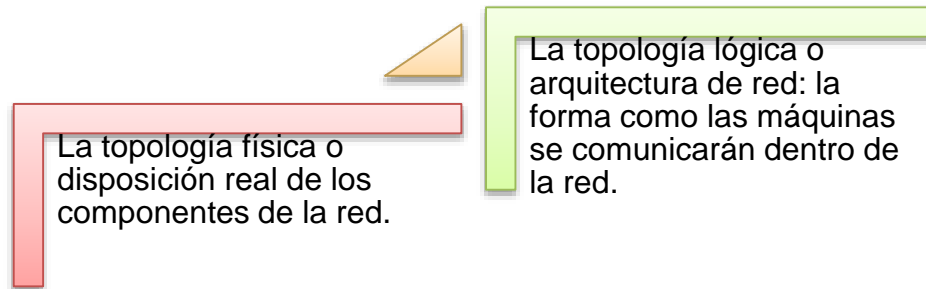 La topología física o
disposición real de los
componentes de la red.
La topología lógica o
arquitectura de red: la
forma como las máquinas
se comunicarán dentro de
la red.